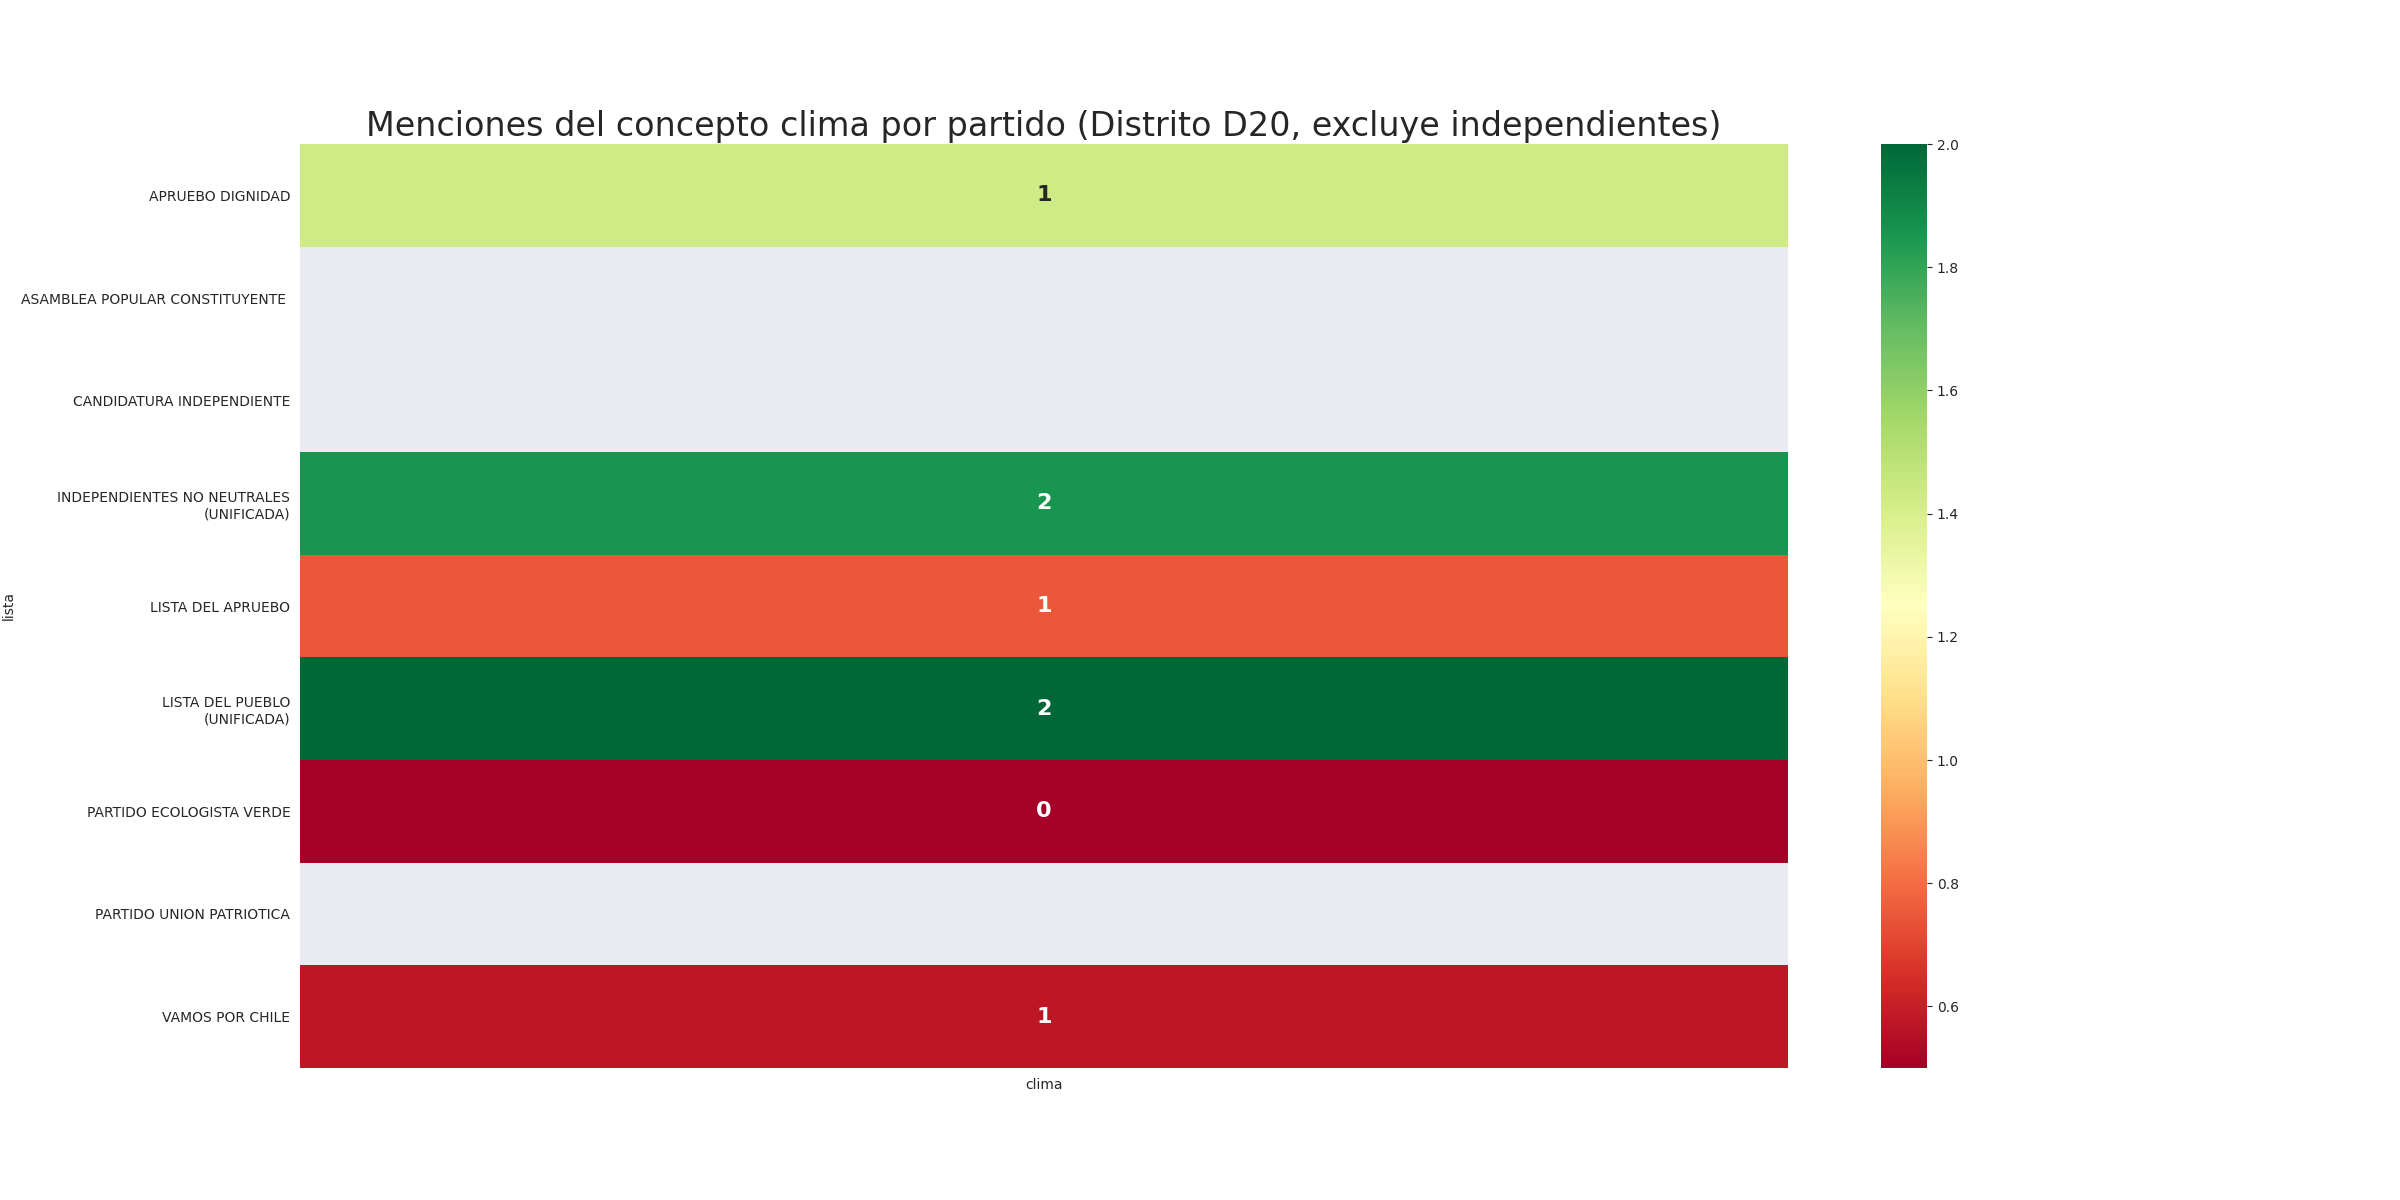 Menciones del concepto clima por partido (Distrito D20, excluye independientes)
lista
APRUEBO DIGNIDAD
1
ASAMBLEA POPULAR CONSTITUYENTE
CANDIDATURA INDEPENDIENTE
INDEPENDIENTES NO NEUTRALES
(UNIFICADA)
2
LISTA DEL APRUEBO
1
LISTA DEL PUEBLO
(UNIFICADA)
2
PARTIDO ECOLOGISTA VERDE
0
PARTIDO UNION PATRIOTICA
VAMOS POR CHILE
1
clima
2.0
1.8
1.6
1.4
1.2
1.0
0.8
0.6